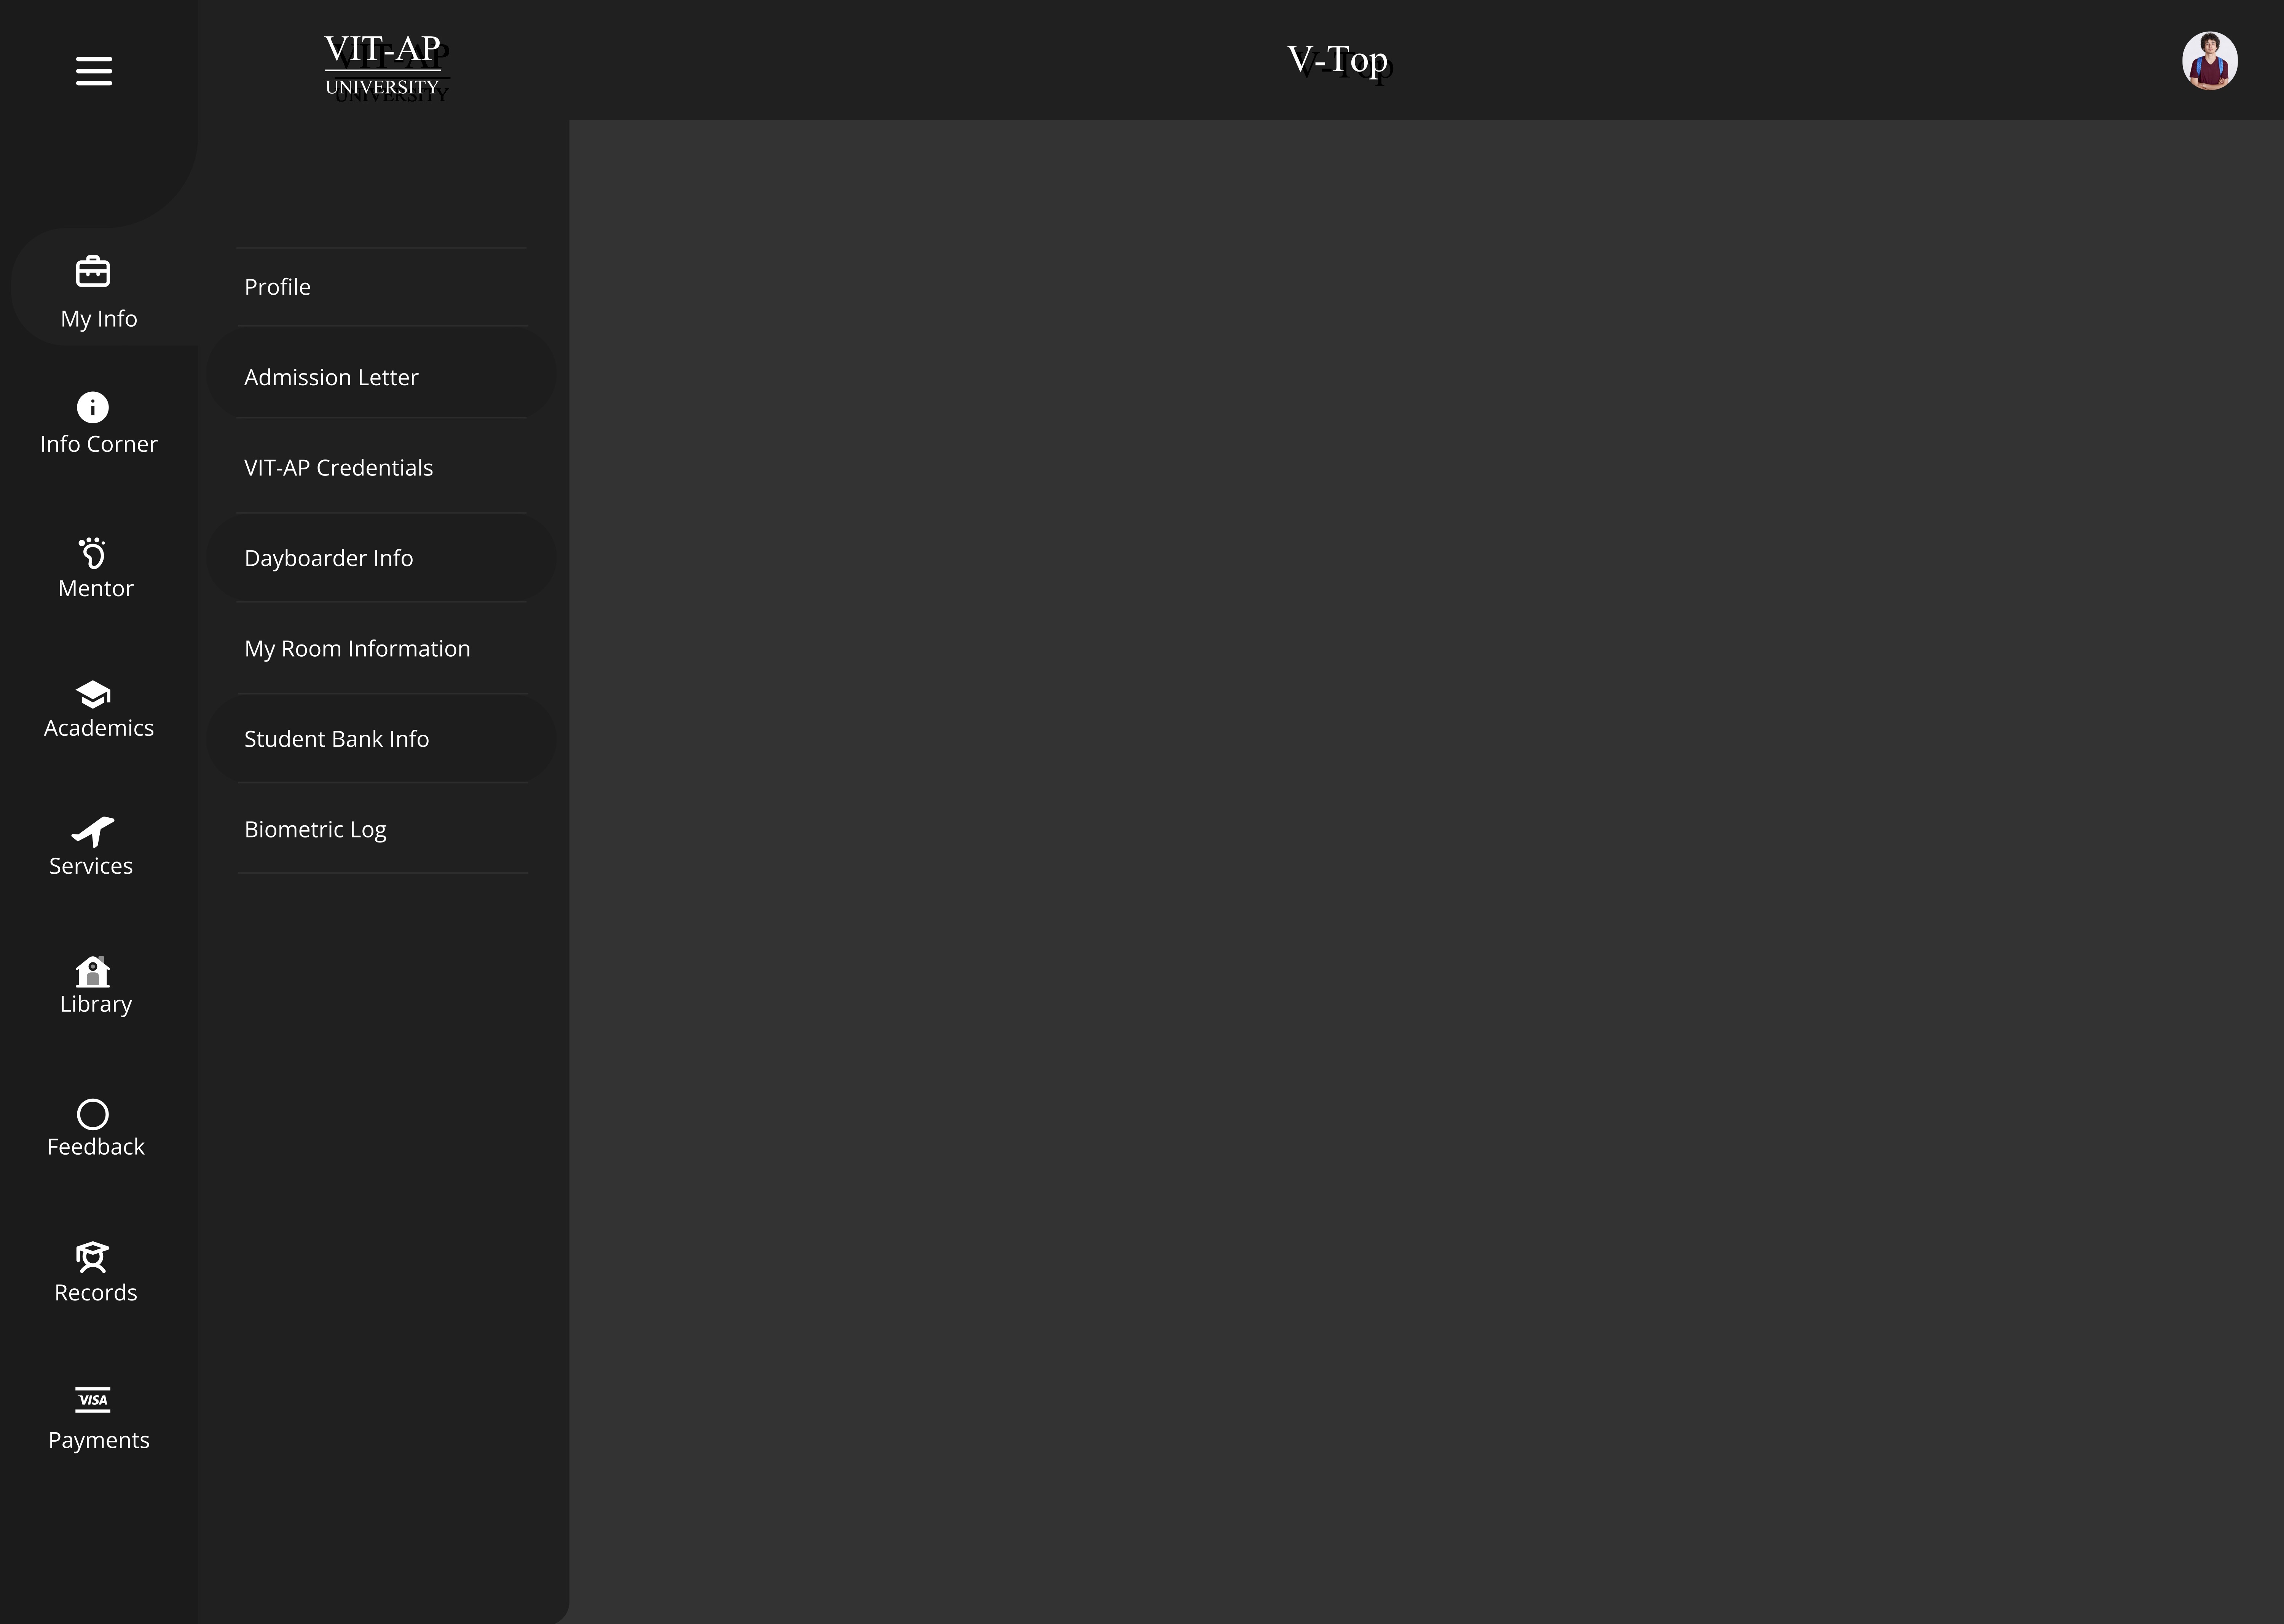 VIT-AP
UNIVERSITY
V-Top
My Info
Info Corner
Mentor
Academics
Services
Library
Feedback
Records
VISA
Payments
Profile
Admission Letter
VIT-AP Credentials
Dayboarder Info
My Room Information
Student Bank Info
Biometric Log